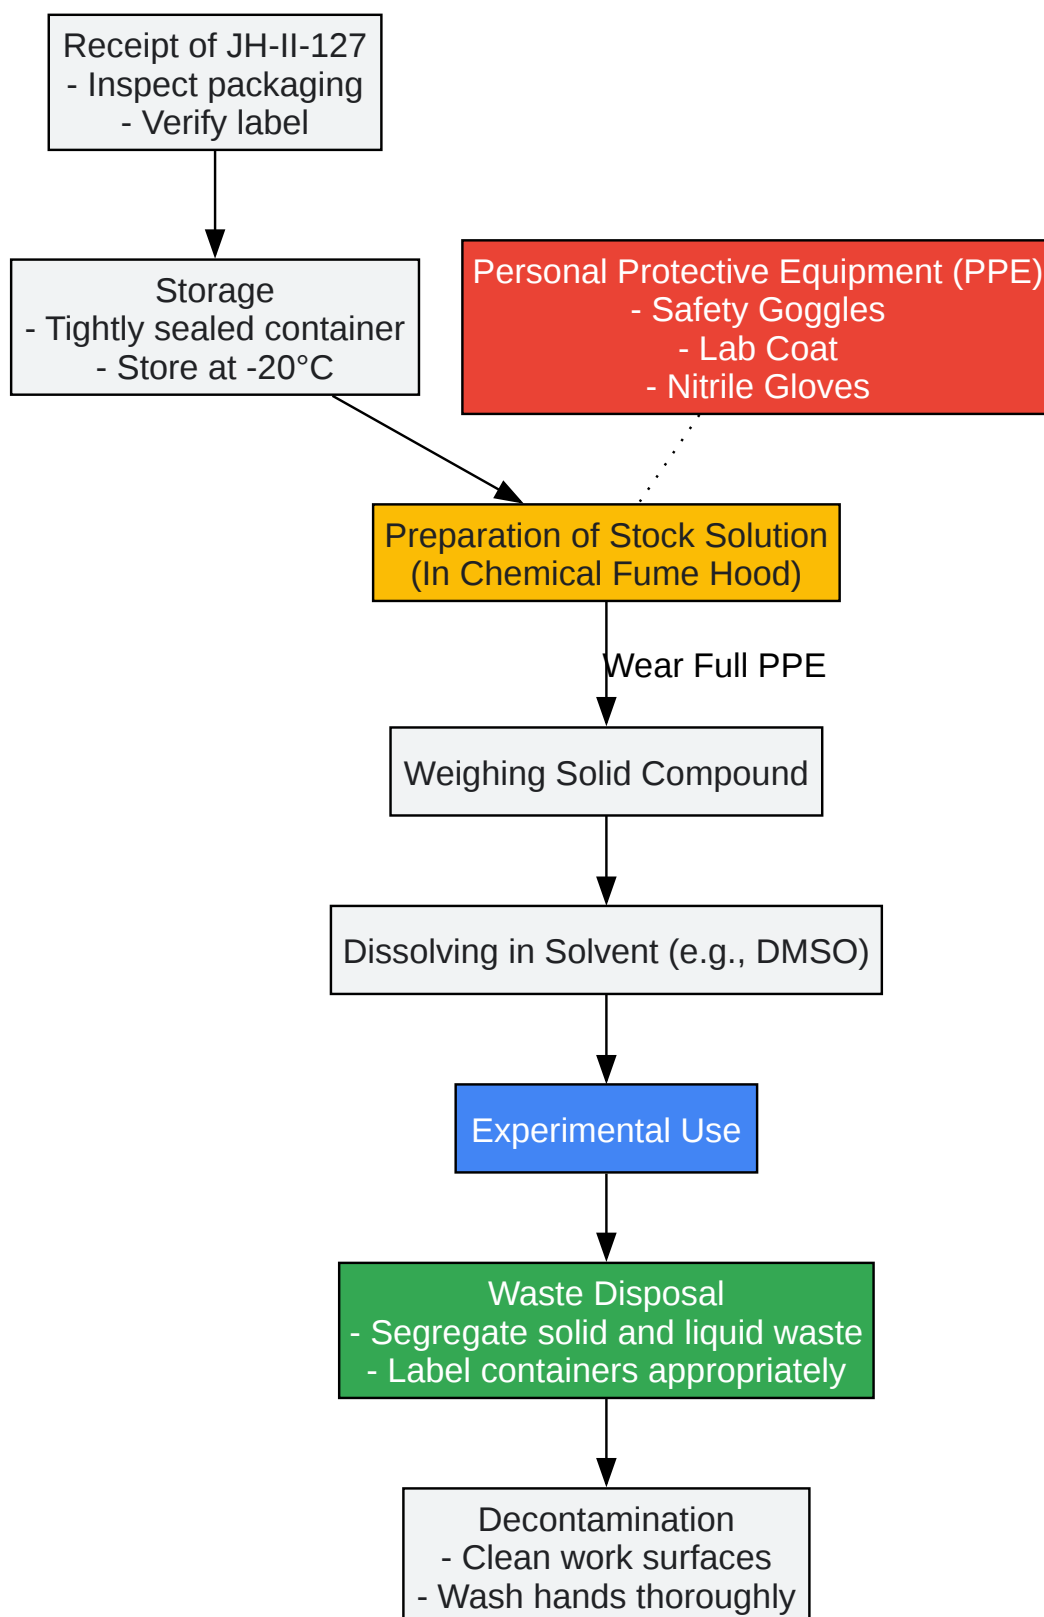 Receipt of JH-II-127
- Inspect packaging
- Verify label
Storage
- Tightly sealed container
- Store at -20°C
Personal Protective Equipment (PPE)
- Safety Goggles
- Lab Coat
- Nitrile Gloves
Preparation of Stock Solution
(In Chemical Fume Hood)
Wear Full PPE
Weighing Solid Compound
Dissolving in Solvent (e.g., DMSO)
Experimental Use
Waste Disposal
- Segregate solid and liquid waste
- Label containers appropriately
Decontamination
- Clean work surfaces
- Wash hands thoroughly